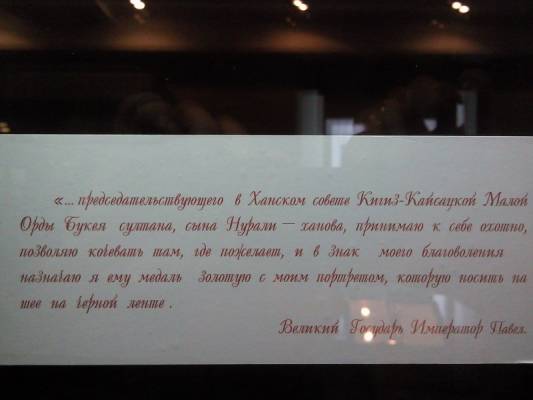 «... председательствующего в Ханском совете Кигиз-Кайсацкой Малой
Орды Букея султана, сына Нурали — ханова, принимаю к себе охотно,
позволяю кочевать там, где пожелает, и в знак моего благоволения
назначаю я ему медаль золотую с моим портретом, которую носить на
шее на черной ленте.
Великий Государь Император Павел.